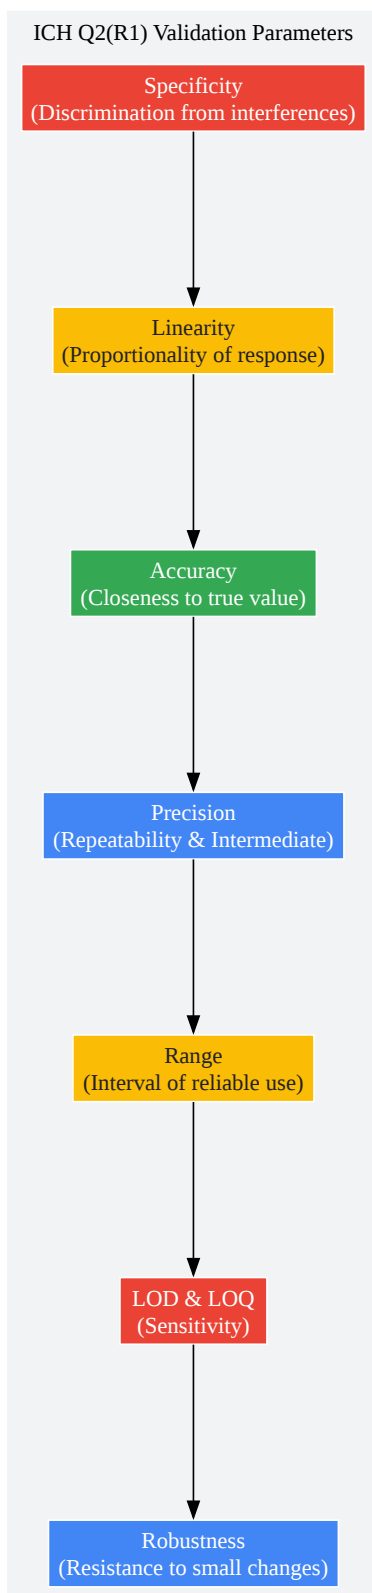 ICH Q2(R1) Validation Parameters
Specificity
(Discrimination from interferences)
Linearity
(Proportionality of response)
Accuracy
(Closeness to true value)
Precision
(Repeatability & Intermediate)
Range
(Interval of reliable use)
LOD & LOQ
(Sensitivity)
Robustness
(Resistance to small changes)